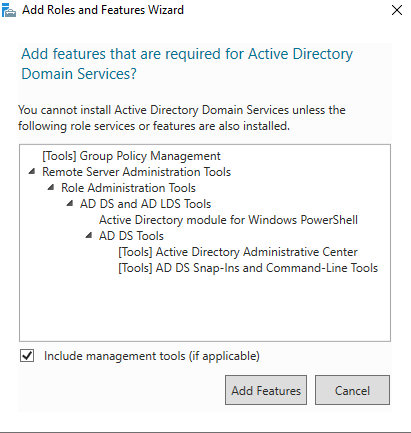 Add Roles and Features Wizard
Add features that are required for Active Directory
Domain Services?
You cannot install Active Directory Domain Services unless the
following role services or features are also installed.
[Tools] Group Policy Management
Remote Server Administration Tools
Role Administration Tools
AD DS and AD LDS Tools
Active Directory module for Windows PowerShell
AD DS Tools
[Tools] Active Directory Administrative Center
[Tools] AD DS Snap-Ins and Command-Line Tools
Include management tools (if applicable)
Add Features
Cancel